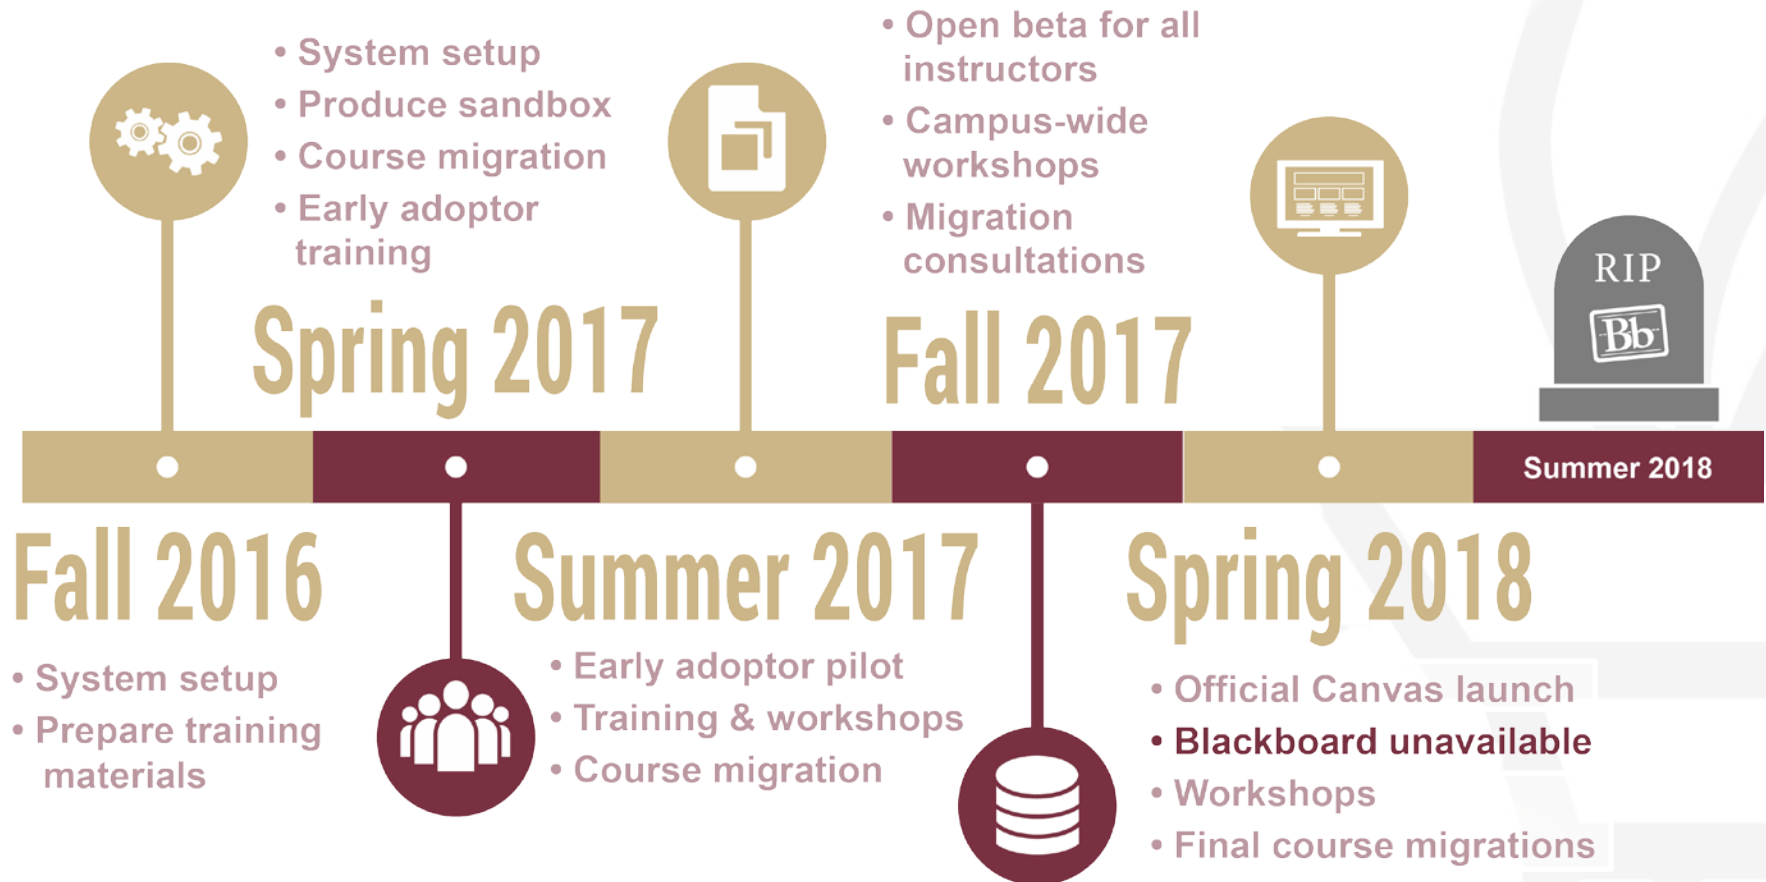 • System setup
• Produce sandbox
• Course migration
• Early adoptor
training
Spring 2017
• Open beta for all
instructors
• Campus-wide
workshops
• Migration
consultations
Fall 2017
RIP
Bb
Summer 2018
Fall 2016
• System setup
• Prepare training
materials
Summer 2017
• Early adoptor pilot
• Training & workshops
• Course migration
Spring 2018
• Official Canvas launch
• Blackboard unavailable
• Workshops
• Final course migrations